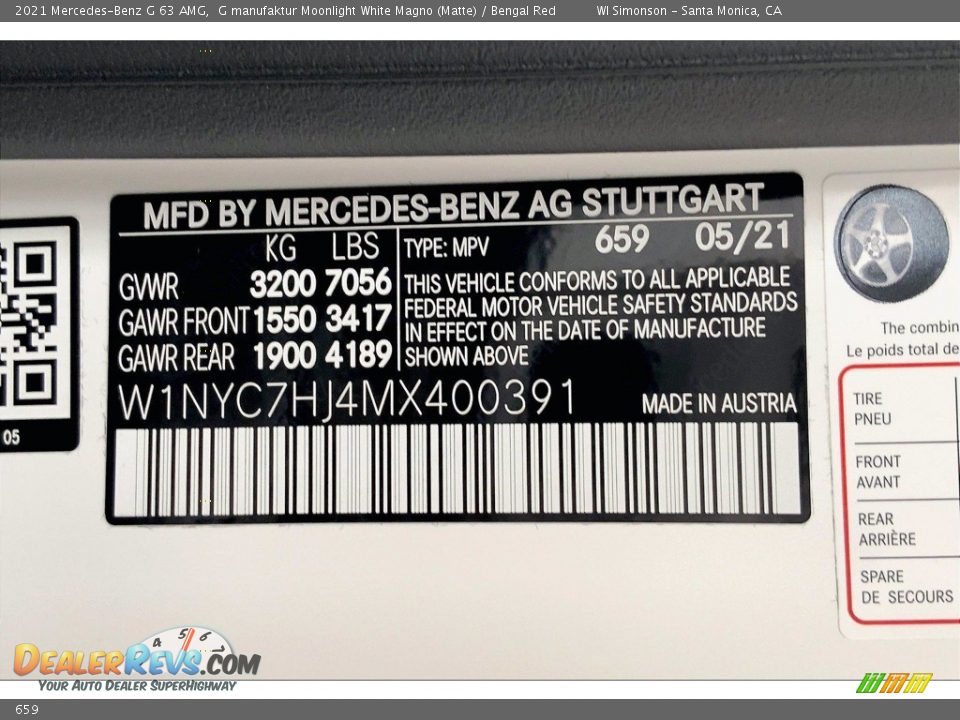 2021 Mercedes-Benz G 63 AMG, G manufaktur Moonlight White Magno (Matte) / Bengal Red WI Simonson - Santa Monica, CA
MFD BY MERCEDES-BENZ AG STUTTGART
KG LBS
GVWR 3200 7056
GAWR FRONT 1550 3417
GAWR REAR 1900 4189
TYPE: MPV 659 05/21
THIS VEHICLE CONFORMS TO ALL APPLICABLE
FEDERAL MOTOR VEHICLE SAFETY STANDARDS
IN EFFECT ON THE DATE OF MANUFACTURE
SHOWN ABOVE
W1NYC7HJ4MX400391 MADE IN AUSTRIA
05
The combin
Le poids total de
TIRE
PNEU
FRONT
AVANT
REAR
ARRIÈRE
SPARE
DE SECOURS
4 5 6 7
DEALERREVS.COM
YOUR AUTO DEALER SUPERHIGHWAY
659